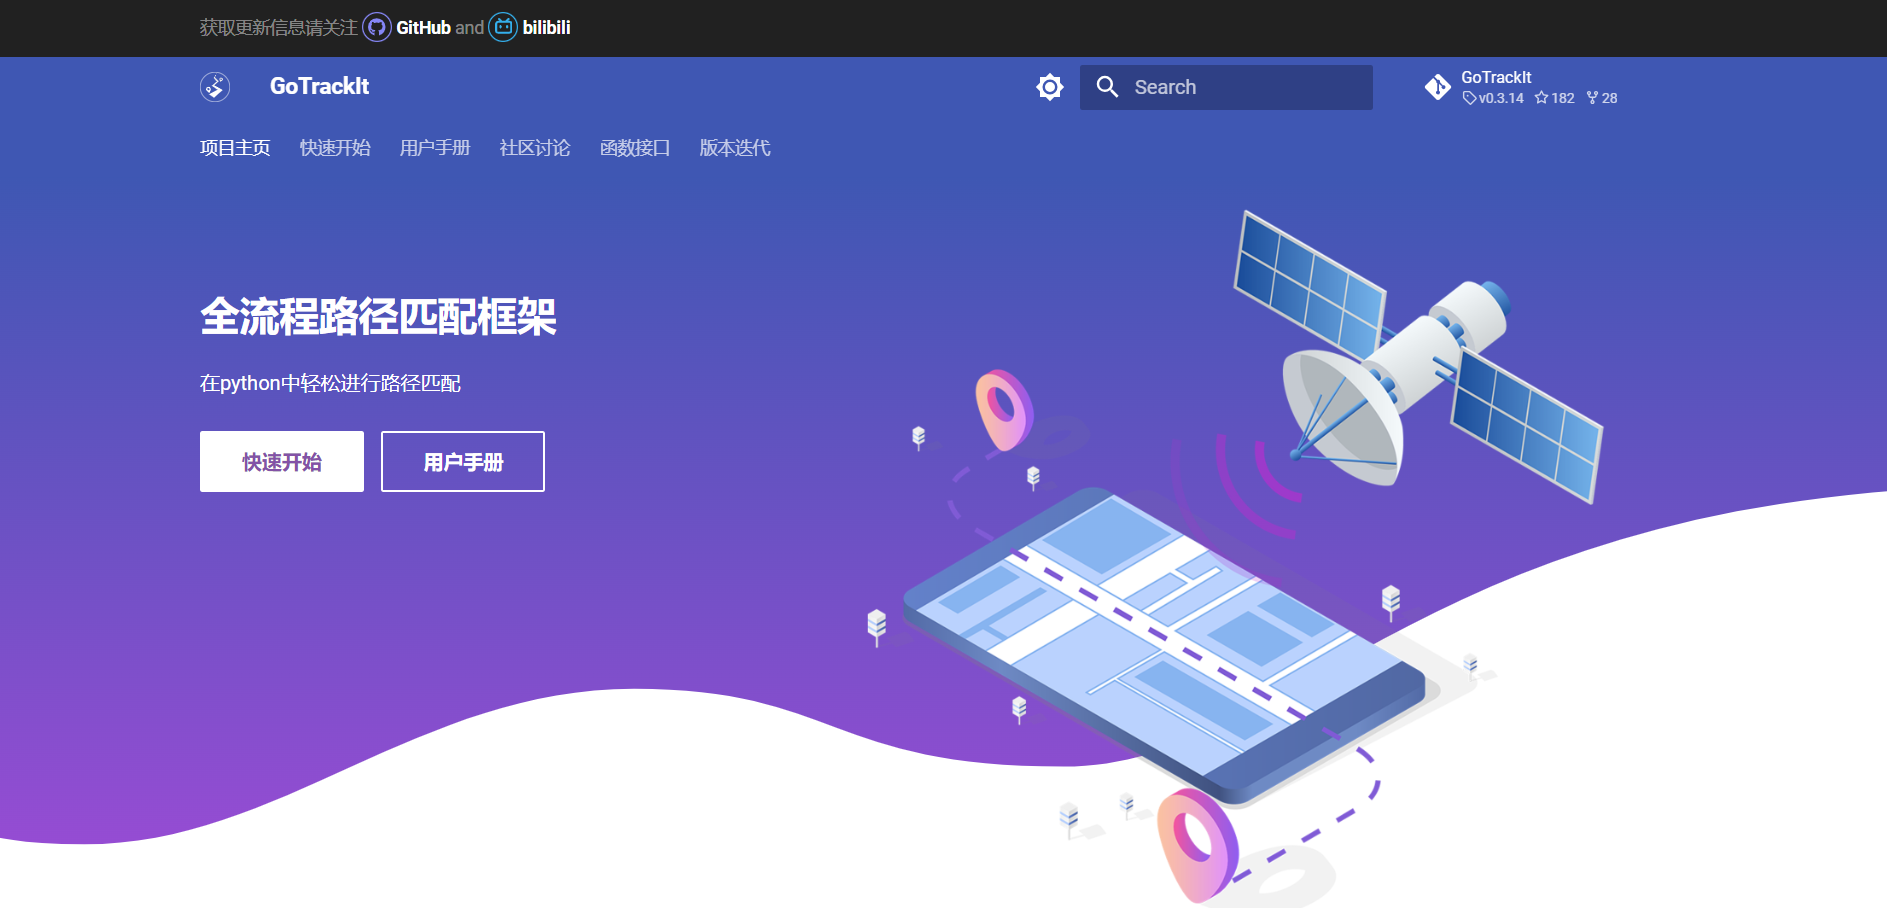 获取更新信息请关注 GitHub and bilibili
GoTrackIt
Search
GoTrackIt
v0.3.14 182 28
项目主页 快速开始 用户手册 社区讨论 函数接口 版本迭代
全流程路径匹配框架
在python中轻松进行路径匹配
快速开始 用户手册